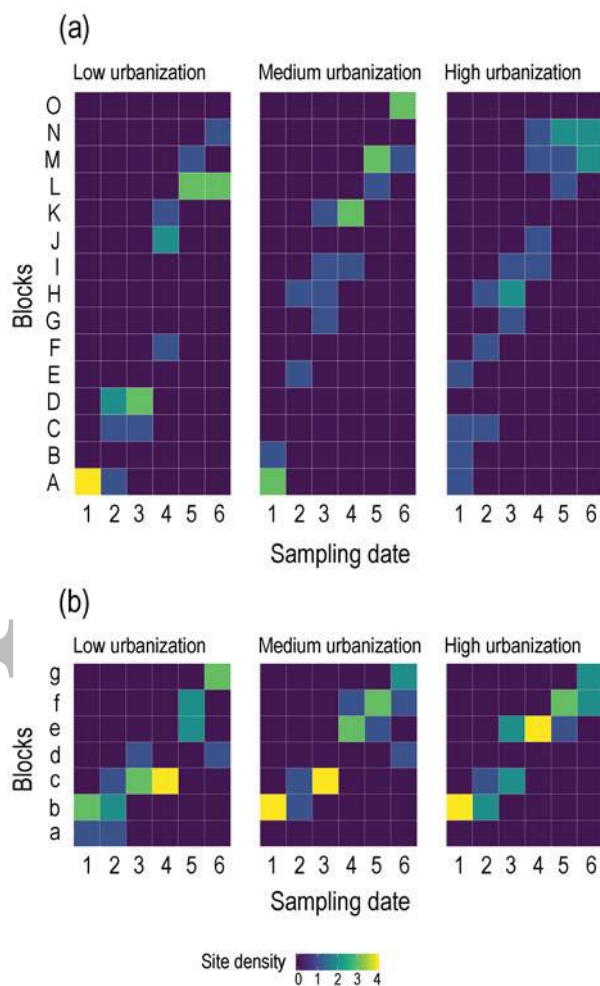 (a)
Low urbanization Medium urbanization High urbanization
O
N
M
L
K
J
I
H
G
F
E
D
C
B
A
Blocks
1 2 3 4 5 6 1 2 3 4 5 6 1 2 3 4 5 6
Sampling date
(b)
Low urbanization Medium urbanization High urbanization
g
f
e
d
c
b
a
Blocks
1 2 3 4 5 6 1 2 3 4 5 6 1 2 3 4 5 6
Sampling date
Site density 0 1 2 3 4